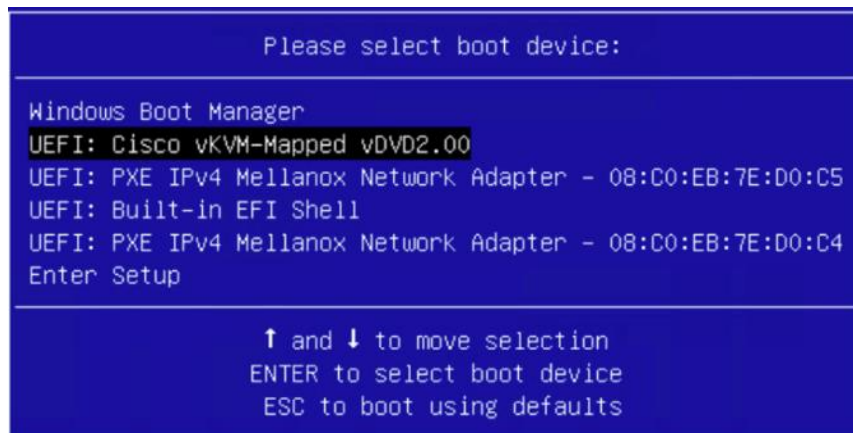 Please select boot device:
Windows Boot Manager
UEFI: Cisco vKVM-Mapped vDVD2.00
UEFI: PXE IPv4 Mellanox Network Adapter - 08:C0:EB:7E:D0:C5
UEFI: Built-in EFI Shell
UEFI: PXE IPv4 Mellanox Network Adapter - 08:C0:EB:7E:D0:C4
Enter Setup
↑ and ↓ to move selection
ENTER to select boot device
ESC to boot using defaults